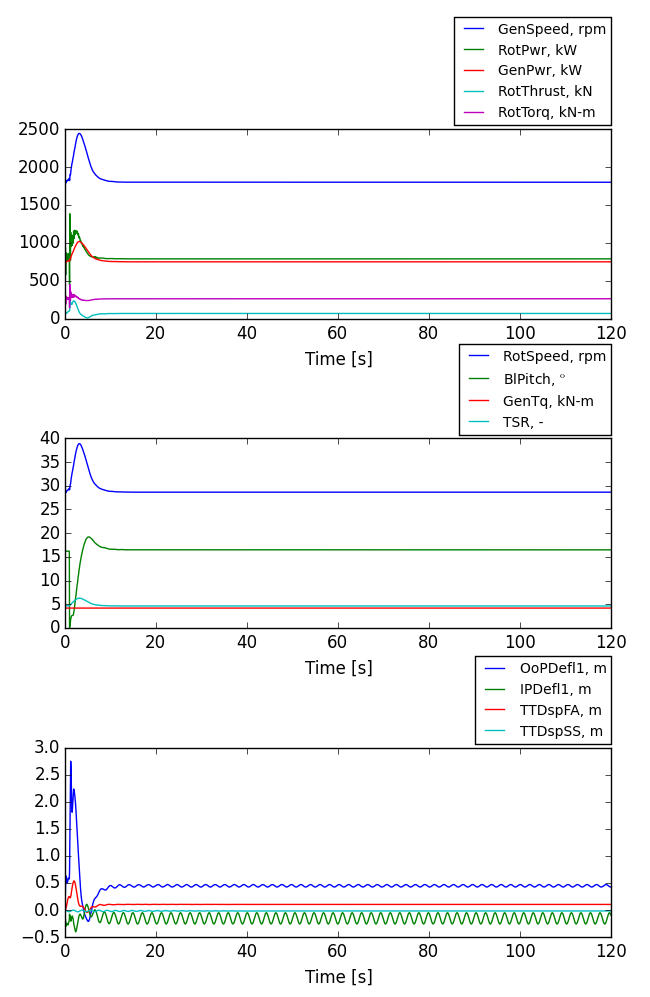 GenSpeed, rpm
RotPwr, kW
GenPwr, kW
RotThrust, kN
RotTorq, kN-m
2500
2000
1500
1000
500
0
0 20 40 60 80 100 120
Time [s]
RotSpeed, rpm
BlPitch, °
GenTq, kN-m
TSR, -
40
35
30
25
20
15
10
5
0
0 20 40 60 80 100 120
Time [s]
OoPDefl1, m
IPDefl1, m
TTDspFA, m
TTDspSS, m
3.0
2.5
2.0
1.5
1.0
0.5
0.0
−0.5
0 20 40 60 80 100 120
Time [s]